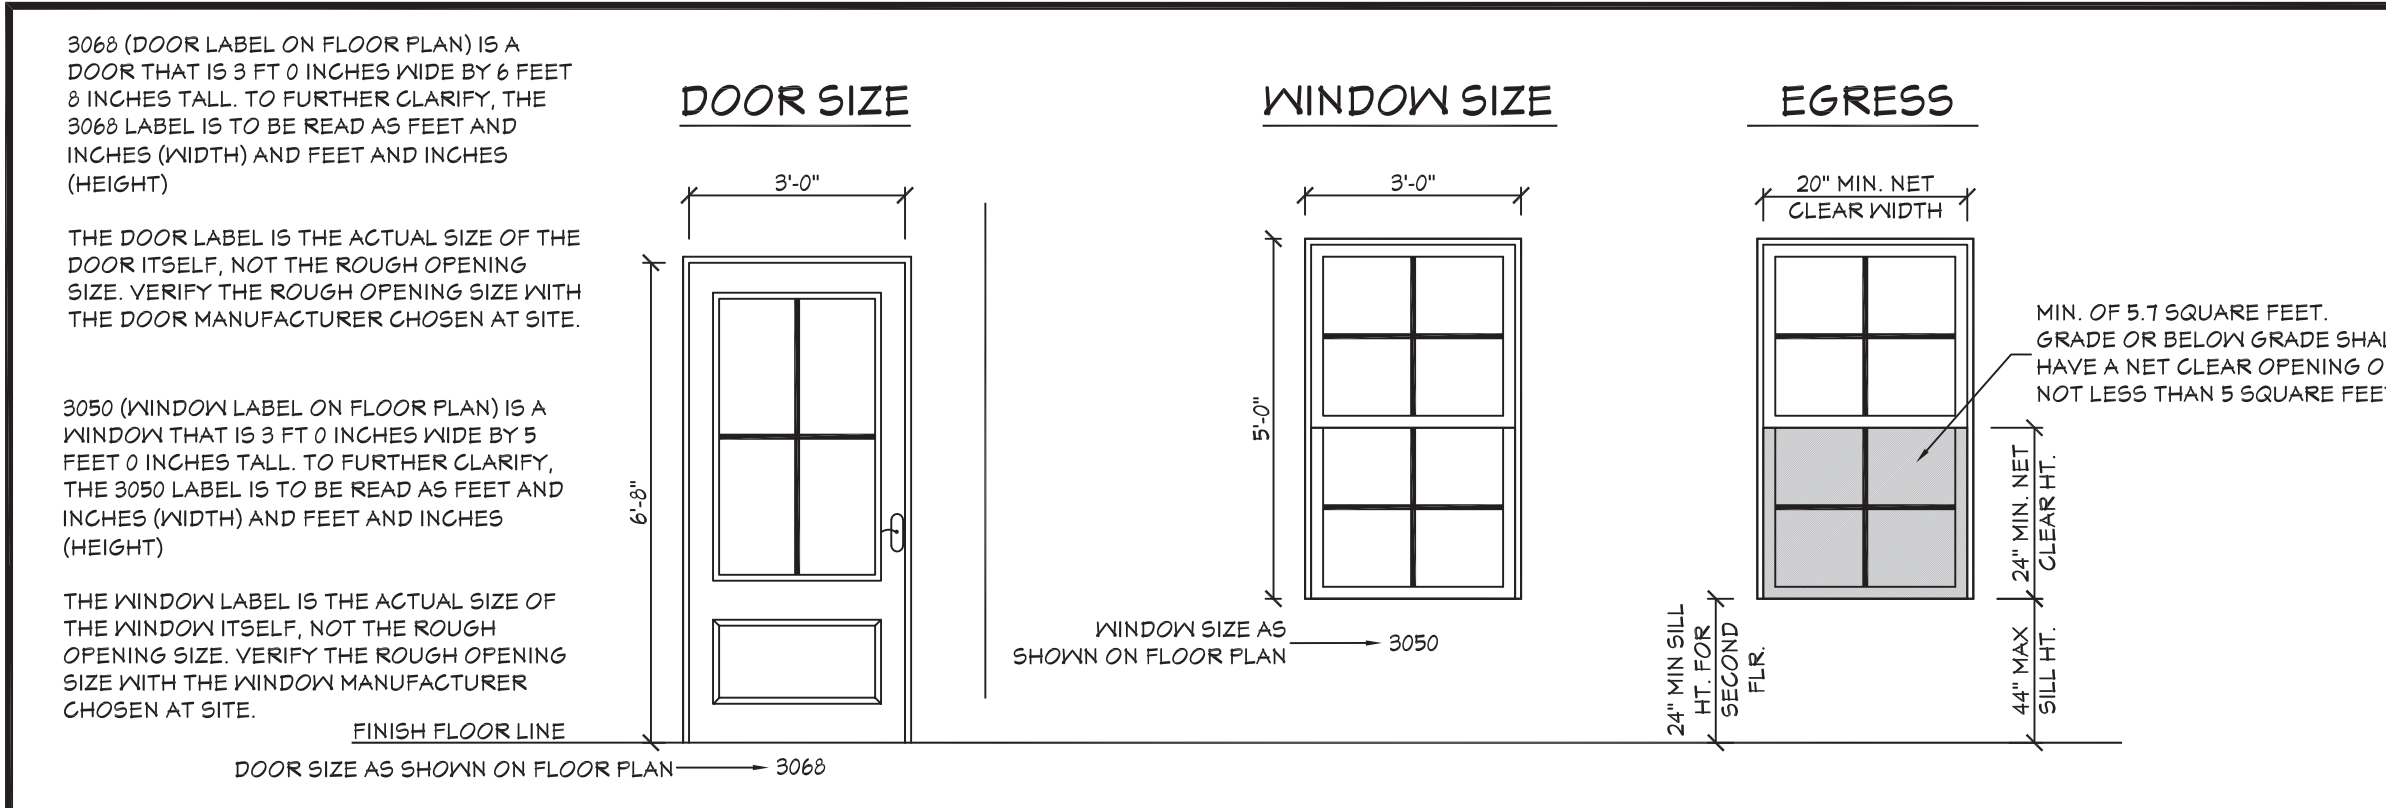 3068 (DOOR LABEL ON FLOOR PLAN) IS A
DOOR THAT IS 3 FT 0 INCHES WIDE BY 6 FEET
8 INCHES TALL. TO FURTHER CLARIFY, THE
3068 LABEL IS TO BE READ AS FEET AND
INCHES (WIDTH) AND FEET AND INCHES
(HEIGHT)
THE DOOR LABEL IS THE ACTUAL SIZE OF THE
DOOR ITSELF, NOT THE ROUGH OPENING
SIZE. VERIFY THE ROUGH OPENING SIZE WITH
THE DOOR MANUFACTURER CHOSEN AT SITE.
3050 (WINDOW LABEL ON FLOOR PLAN) IS A
WINDOW THAT IS 3 FT 0 INCHES WIDE BY 5
FEET 0 INCHES TALL. TO FURTHER CLARIFY,
THE 3050 LABEL IS TO BE READ AS FEET AND
INCHES (WIDTH) AND FEET AND INCHES
(HEIGHT)
THE WINDOW LABEL IS THE ACTUAL SIZE OF
THE WINDOW ITSELF, NOT THE ROUGH
OPENING SIZE. VERIFY THE ROUGH OPENING
SIZE WITH THE WINDOW MANUFACTURER
CHOSEN AT SITE.
FINISH FLOOR LINE
DOOR SIZE AS SHOWN ON FLOOR PLAN 3068
DOOR SIZE
3'-0"
6'-8"
WINDOW SIZE
3'-0"
5'-0"
WINDOW SIZE AS
SHOWN ON FLOOR PLAN
3050
EGRESS
20" MIN. NET
CLEAR WIDTH
MIN. OF 5.7 SQUARE FEET.
GRADE OR BELOW GRADE
HAVE A NET CLEAR OPENING
NOT LESS THAN 5 SQUARE
24" MIN. NET
CLEAR HT.
24" MIN SILL
HT. FOR
SECOND
FLR.
44" MAX
SILL HT.